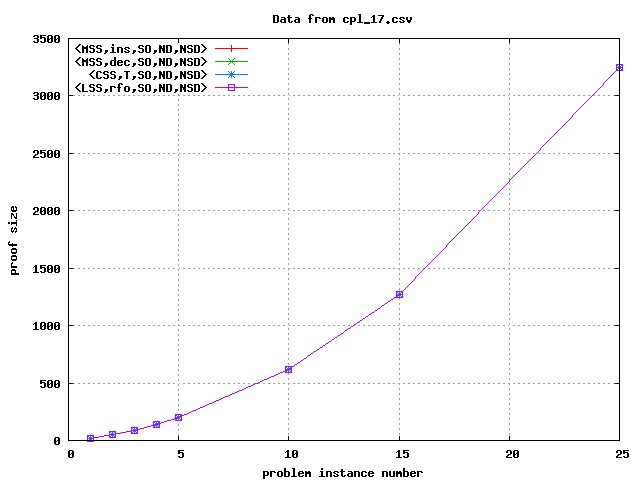 Data from cpl_17.csv
3500
3000
2500
2000
1500
1000
500
0
proof size
<MSS,ins,SO,ND,NSD>
<MSS,dec,SO,ND,NSD>
<CSS,T,SO,ND,NSD>
<LSS,rfo,SO,ND,NSD>
0 5 10 15 20 25
problem instance number